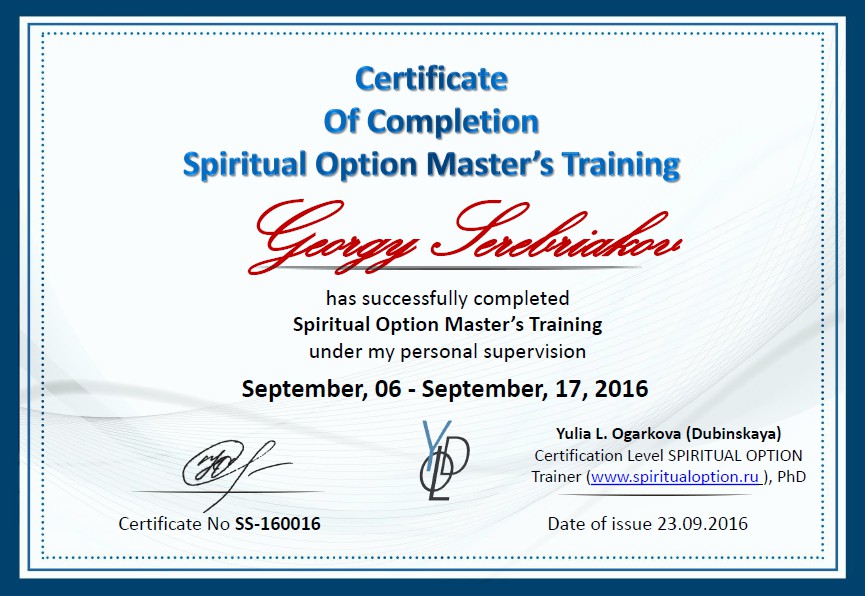 Certificate
Of Completion
Spiritual Option Master's Training
Georgy Serebriakov
has successfully completed
Spiritual Option Master's Training
under my personal supervision
September, 06 - September, 17, 2016
YOLD
Yulia L. Ogarkova (Dubinskaya)
Certification Level SPIRITUAL OPTION
Trainer (www.spiritualoption.ru ), PhD
Certificate No SS-160016
Date of issue 23.09.2016